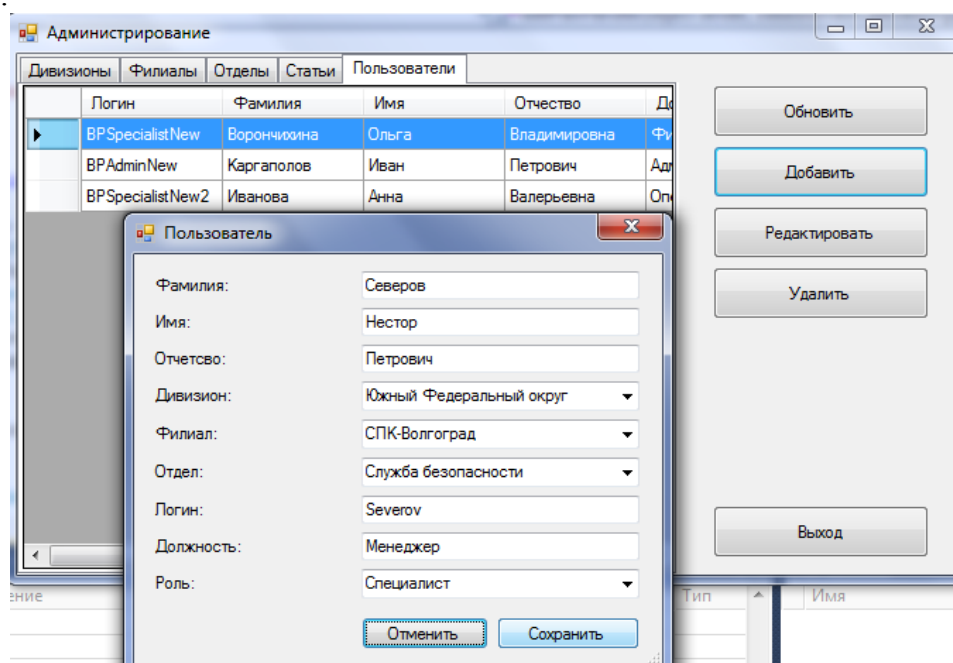 .
Администрирование
Дивизионы Филиалы Отделы Статьи Пользователи
Логин Фамилия Имя Отчество
BPSpecialistNew Ворончихина Ольга Владимировна
BPAdminNew Каргаполов Иван Петрович
BPSpecialistNew2 Иванова Анна Валерьевна
Обновить
Добавить
Редактировать
Удалить
Выход
Пользователь
Фамилия: Северов
Имя: Нестор
Отчетсво: Петрович
Дивизион: Южный Федеральный округ
Филиал: СПК-Волгоград
Отдел: Служба безопасности
Логин: Severov
Должность: Менеджер
Роль: Специалист
Отменить Сохранить
Тип Имя